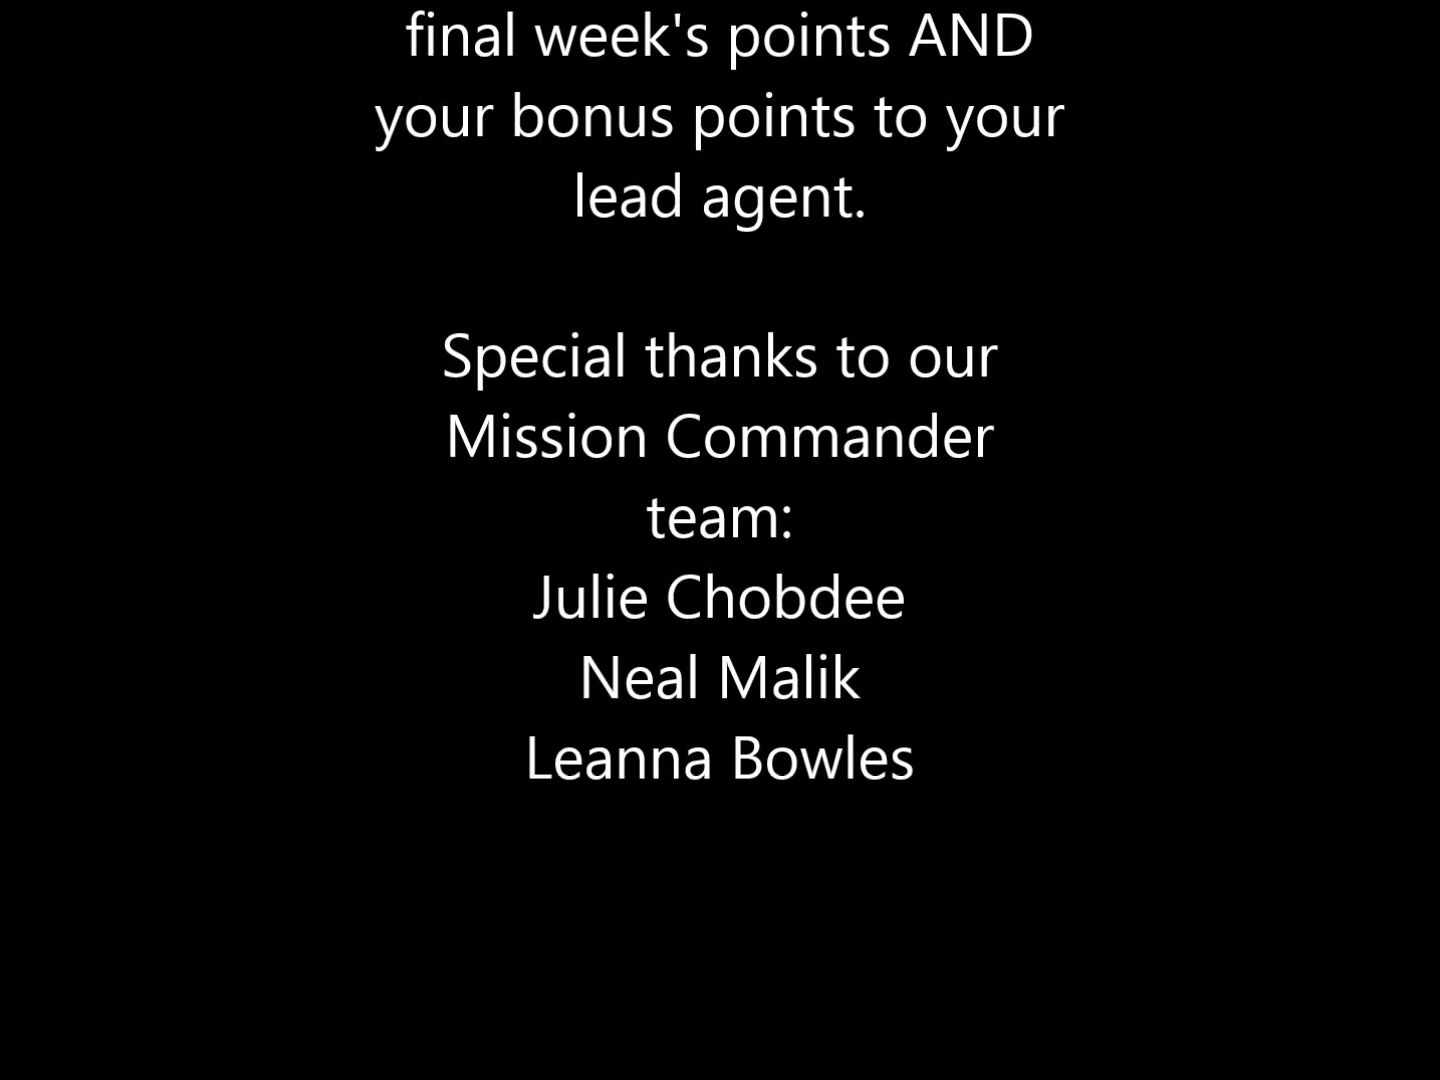 final week's points AND
your bonus points to your
lead agent.
Special thanks to our
Mission Commander
team:
Julie Chobdee
Neal Malik
Leanna Bowles